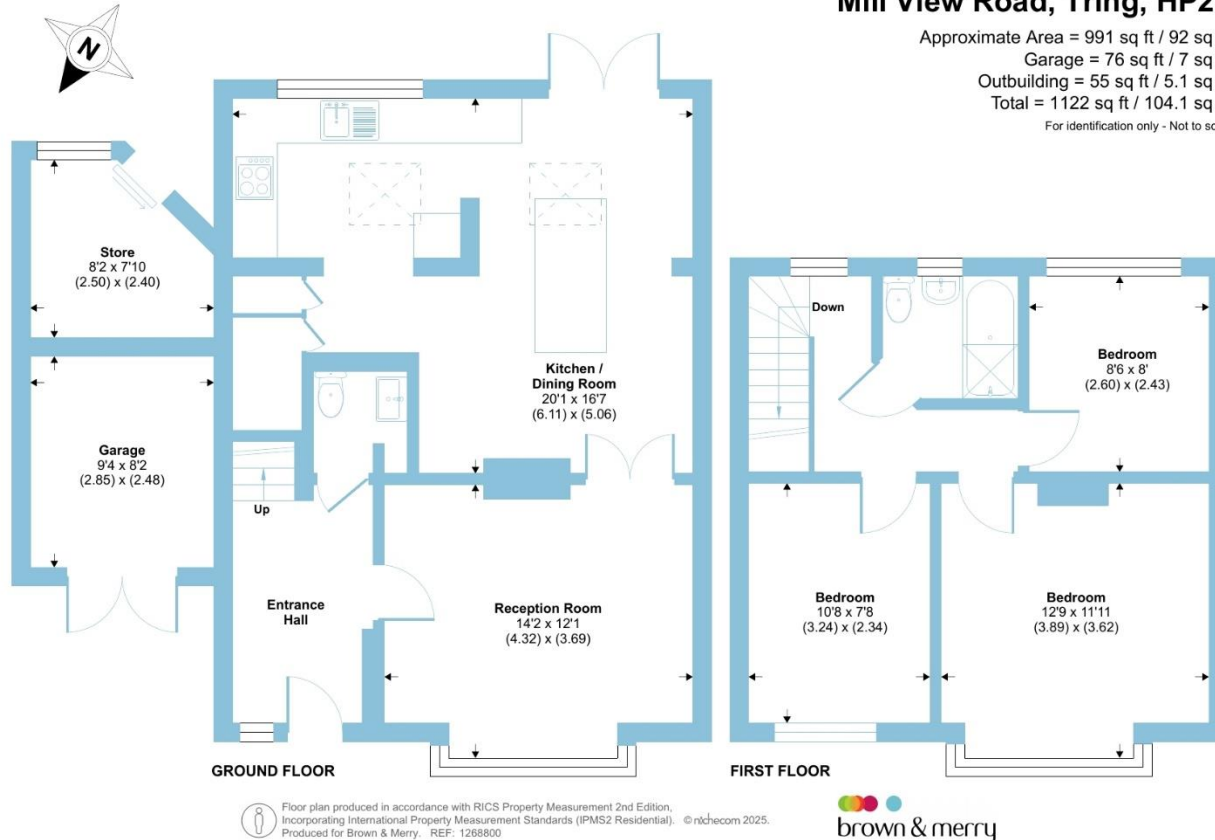 Mill View Road, Tring, HP2
Approximate Area = 991 sq ft / 92 sq
Garage = 76 sq ft / 7 sq
Outbuilding = 55 sq ft / 5.1 sq
Total = 1122 sq ft / 104.1 sq
For identification only - Not to sc
N
Store
8'2 x 7'10
(2.50) x (2.40)
Garage
9'4 x 8'2
(2.85) x (2.48)
Kitchen /
Dining Room
20'1 x 16'7
(6.11) x (5.06)
Up
Entrance
Hall
Reception Room
14'2 x 12'1
(4.32) x (3.69)
GROUND FLOOR
Down
Bedroom
8'6 x 8'
(2.60) x (2.43)
Bedroom
10'8 x 7'8
(3.24) x (2.34)
Bedroom
12'9 x 11'11
(3.89) x (3.62)
FIRST FLOOR
Floor plan produced in accordance with RICS Property Measurement 2nd Edition,
Incorporating International Property Measurement Standards (IPMS2 Residential). © nichecom 2025.
Produced for Brown & Merry. REF: 1268800
brown & merry